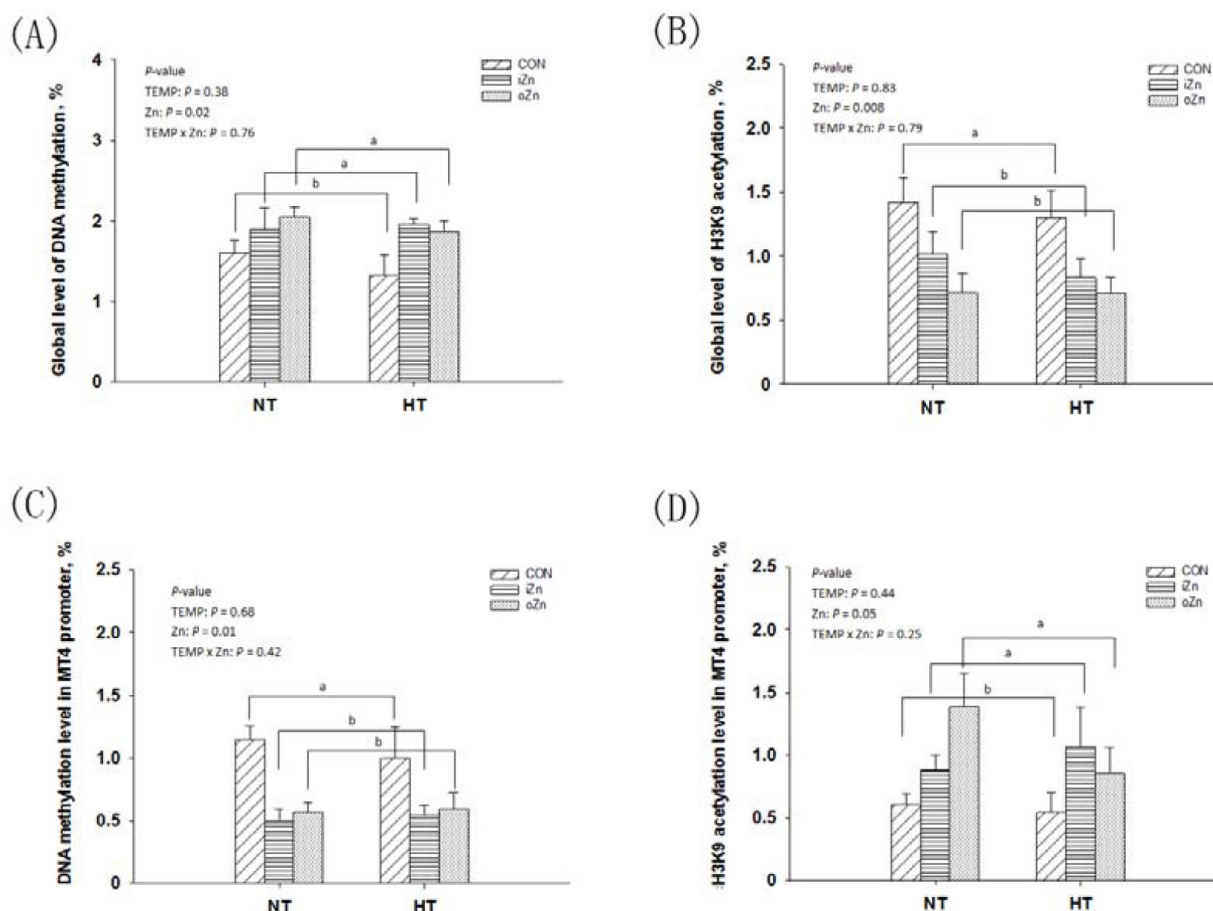 (A)
Global level of DNA methylation , %
4
3
2
1
0
P-value
TEMP: P = 0.38
Zn: P = 0.02
TEMP x Zn: P = 0.76
CON
iZn
oZn
a
a
b
NT HT
(B)
Global level of H3K9 acetylation , %
2.5
2.0
1.5
1.0
0.5
0
P-value
TEMP: P = 0.83
Zn: P = 0.008
TEMP x Zn: P = 0.79
CON
iZn
oZn
a
b
b
NT HT
(C)
DNA methylation level in MT4 promoter, %
2.5
2.0
1.5
1.0
0.5
0
P-value
TEMP: P = 0.68
Zn: P = 0.01
TEMP x Zn: P = 0.42
CON
iZn
oZn
a
b
b
NT HT
(D)
H3K9 acetylation level in MT4 promoter, %
2.5
2.0
1.5
1.0
0.5
0
P-value
TEMP: P = 0.44
Zn: P = 0.05
TEMP x Zn: P = 0.25
CON
iZn
oZn
a
a
b
NT HT